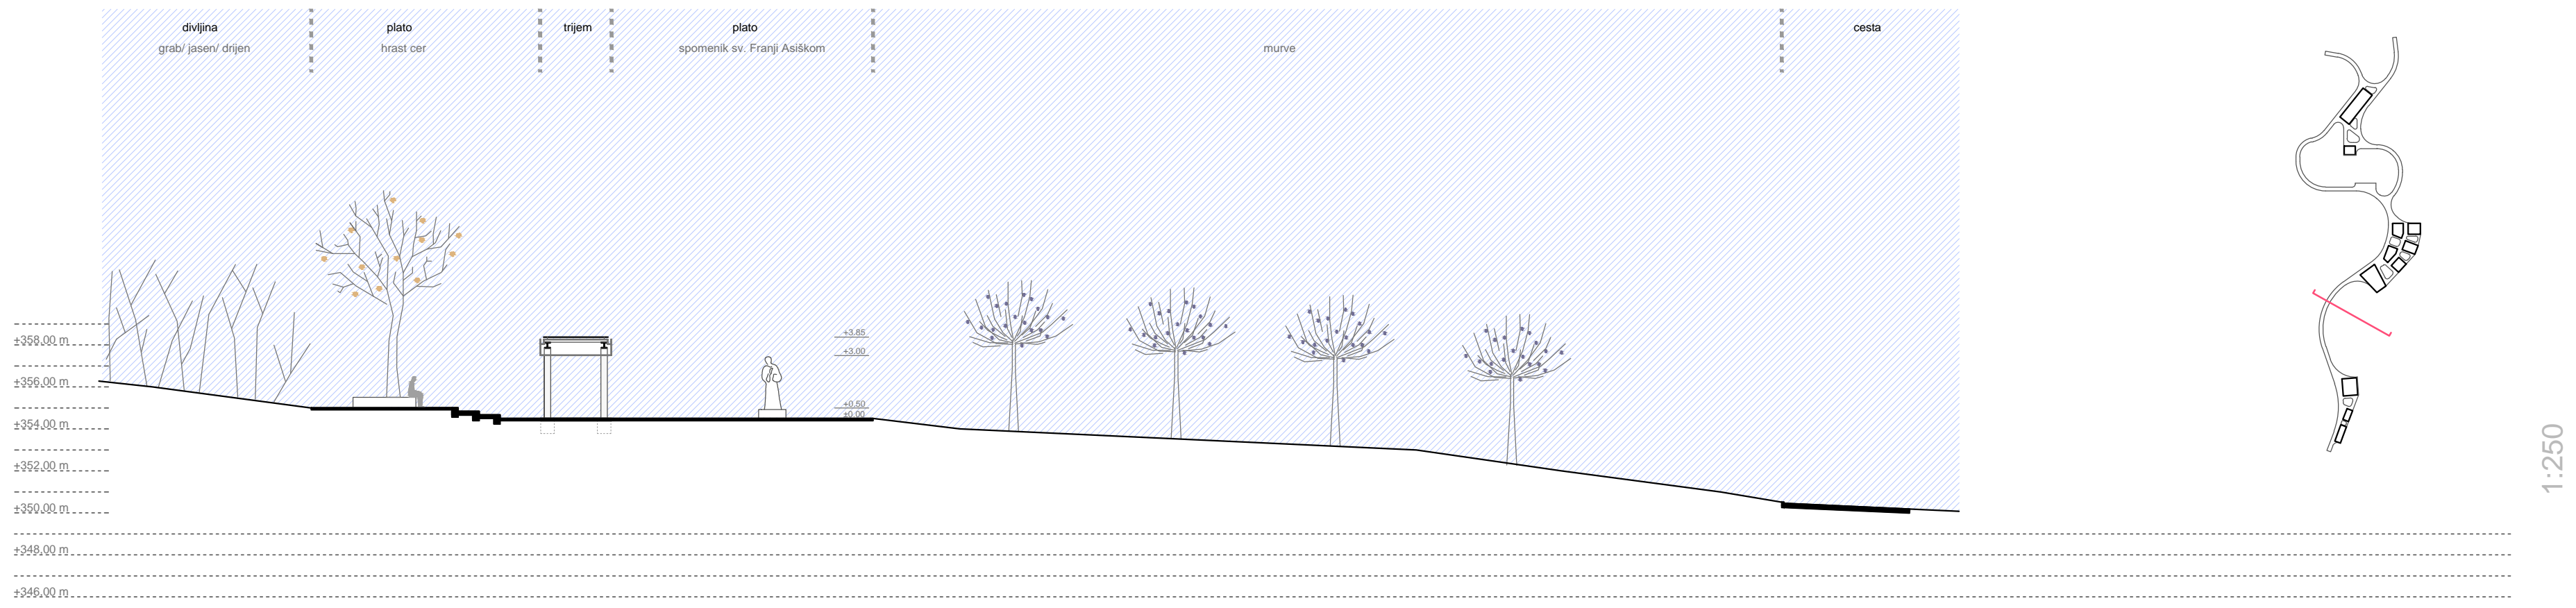 divljina
grab/ jasen/ drijen
plato
hrast cer
trijem
plato
spomenik sv. Franji Asiškom
murve
cesta
+3.85
+3.00
+0.50
±0.00
+358,00 m
+356,00 m
+354,00 m
+352,00 m
+350,00 m
+348,00 m
+346,00 m
1:250